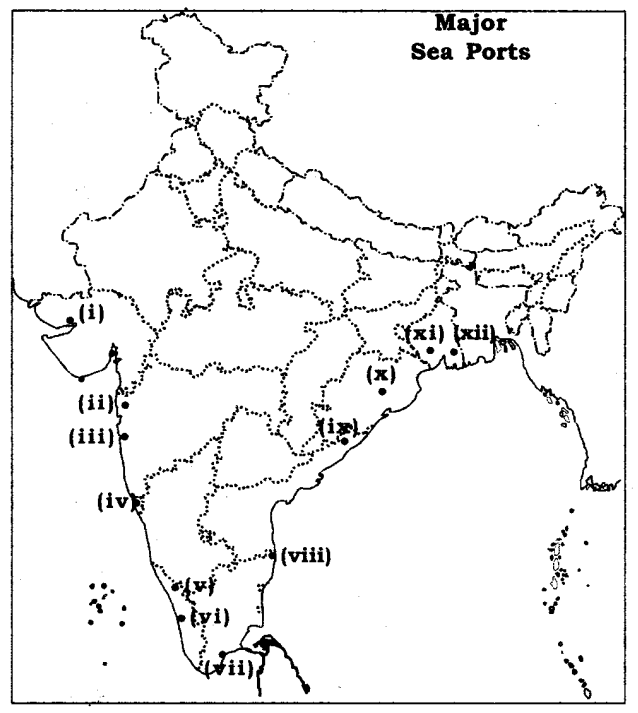 Major
Sea Ports
(i)
(xi) (xii)
(x)
(ii)
(ix)
(iii)
(iv)
(viii)
(v)
(vi)
(vii)